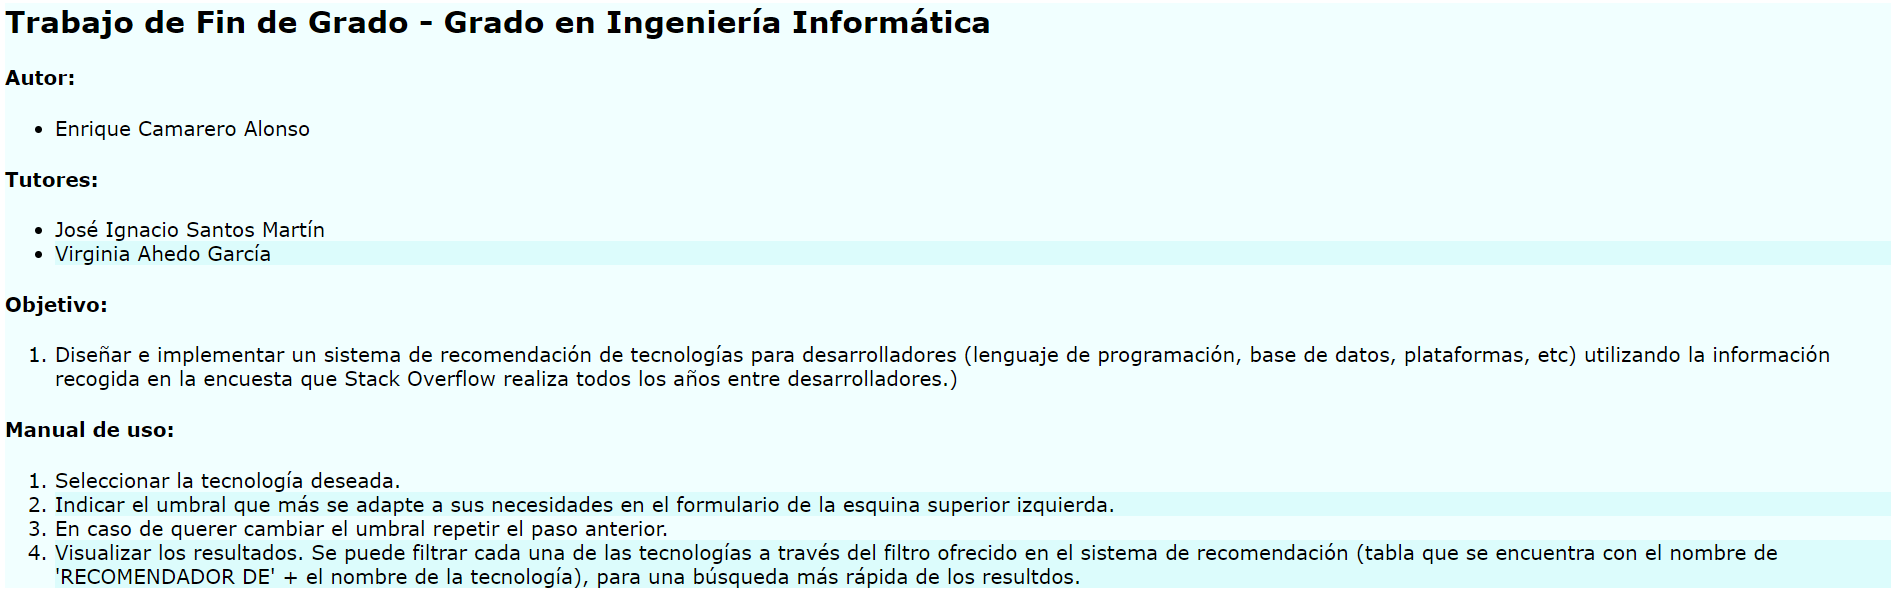 Trabajo de Fin de Grado - Grado en Ingeniería Informática
Autor:
• Enrique Camarero Alonso
Tutores:
• José Ignacio Santos Martín
• Virginia Ahedo García
Objetivo:
1. Diseñar e implementar un sistema de recomendación de tecnologías para desarrolladores (lenguaje de programación, base de datos, plataformas, etc) utilizando la información
recogida en la encuesta que Stack Overflow realiza todos los años entre desarrolladores.)
Manual de uso:
1. Seleccionar la tecnología deseada.
2. Indicar el umbral que más se adapte a sus necesidades en el formulario de la esquina superior izquierda.
3. En caso de querer cambiar el umbral repetir el paso anterior.
4. Visualizar los resultados. Se puede filtrar cada una de las tecnologías a través del filtro ofrecido en el sistema de recomendación (tabla que se encuentra con el nombre de
'RECOMENDADOR DE' + el nombre de la tecnología), para una búsqueda más rápida de los resultdos.